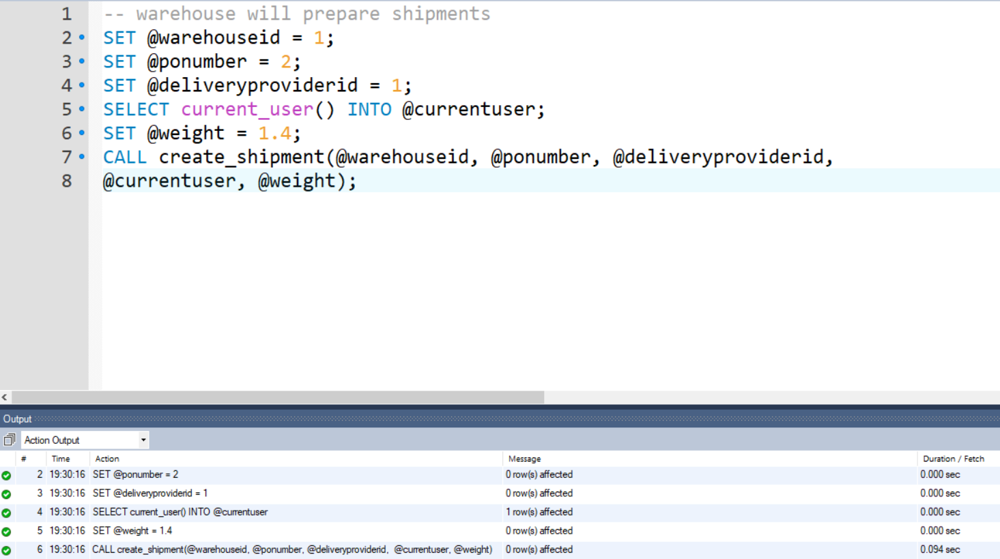 1 -- warehouse will prepare shipments
2 SET @warehouseid = 1;
3 SET @ponumber = 2;
4 SET @deliveryproviderid = 1;
5 SELECT current_user() INTO @currentuser;
6 SET @weight = 1.4;
7 CALL create_shipment(@warehouseid, @ponumber, @deliveryproviderid,
8 @currentuser, @weight);
Output
Action Output
# Time Action Message Duration / Fetch
2 19:30:16 SET @ponumber = 2 0 row(s) affected 0.000 sec
3 19:30:16 SET @deliveryproviderid = 1 0 row(s) affected 0.000 sec
4 19:30:16 SELECT current_user() INTO @currentuser 1 row(s) affected 0.000 sec
5 19:30:16 SET @weight = 1.4 0 row(s) affected 0.000 sec
6 19:30:16 CALL create_shipment(@warehouseid, @ponumber, @deliveryproviderid, @currentuser, @weight) 0 row(s) affected 0.094 sec